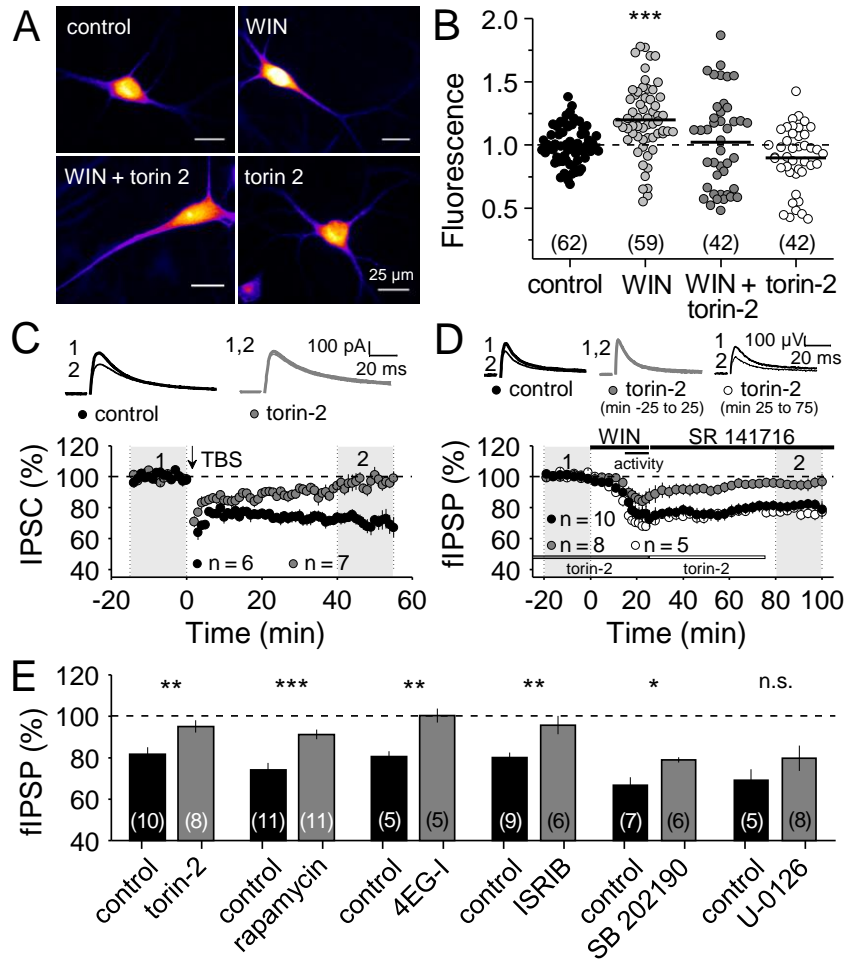 A
control
WIN
WIN + torin 2
torin 2
25 µm
B
***
Fluorescence
2.0
1.5
1.0
0.5
(62)
(59)
(42)
(42)
control
WIN
WIN +
torin-2
torin-2
C
1
2
1,2
100 pA
20 ms
control
torin-2
IPSC (%)
120
100
80
60
40
1
TBS
2
n = 6
n = 7
-20
0
20
40
60
Time (min)
D
1
2
1,2
100 µV
20 ms
control
torin-2
(min -25 to 25)
torin-2
(min 25 to 75)
WIN
SR 141716
activity
fIPSP (%)
120
100
80
60
40
1
2
n = 10
n = 8
n = 5
torin-2
torin-2
-20
0
20
40
60
80
100
Time (min)
E
fIPSP (%)
120
100
80
60
40
**
***
**
**
*
n.s.
(10)
(8)
(11)
(11)
(5)
(5)
(9)
(6)
(7)
(6)
(5)
(8)
control
torin-2
control
rapamycin
control
4EG-I
control
ISRIB
control
SB 202190
control
U-0126